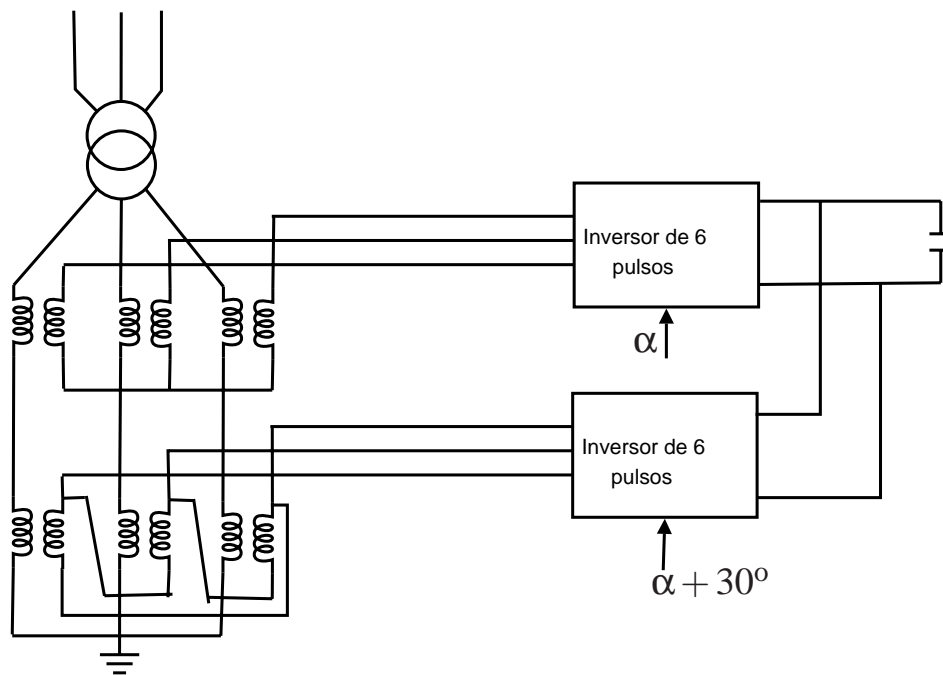 Inversor de 6
pulsos
α
Inversor de 6
pulsos
α + 30º